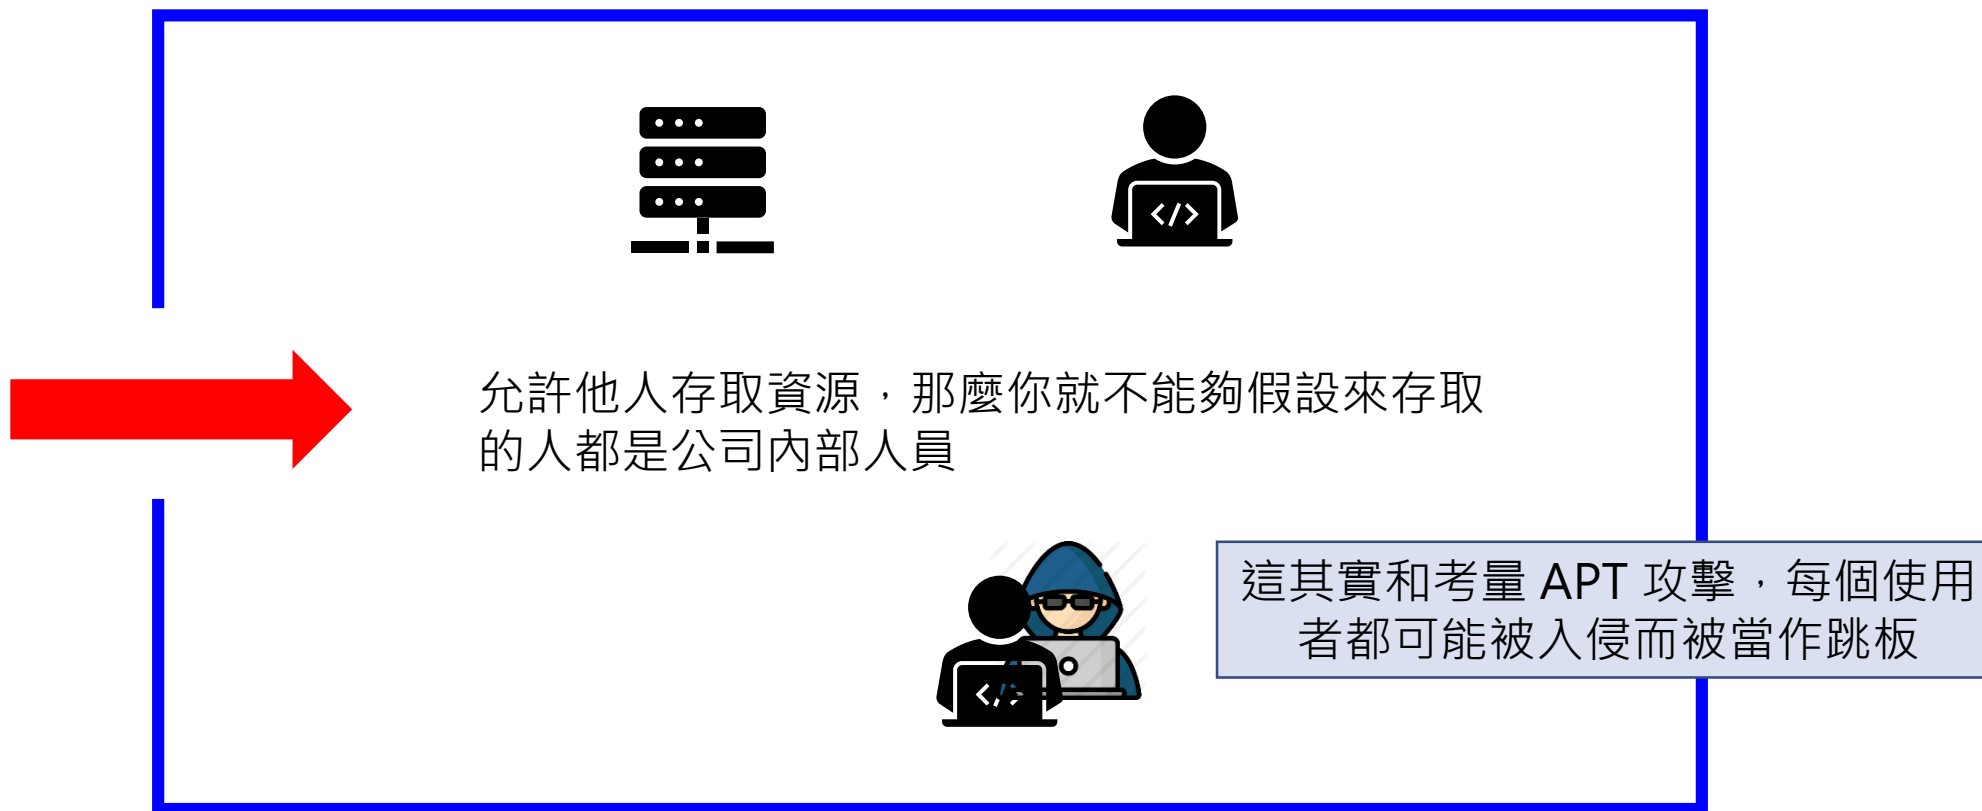 </>
允許他人存取資源，那麼你就不能夠假設來存取
的人都是公司內部人員
這其實和考量 APT 攻擊，每個使用
者都可能被入侵而被當作跳板
</>